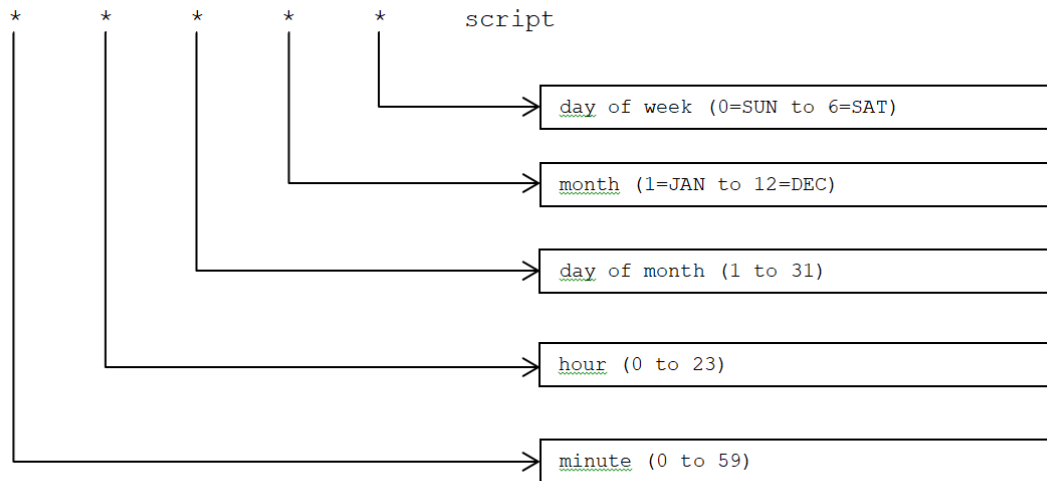 * * * * * script
day of week (0=SUN to 6=SAT)
month (1=JAN to 12=DEC)
day of month (1 to 31)
hour (0 to 23)
minute (0 to 59)